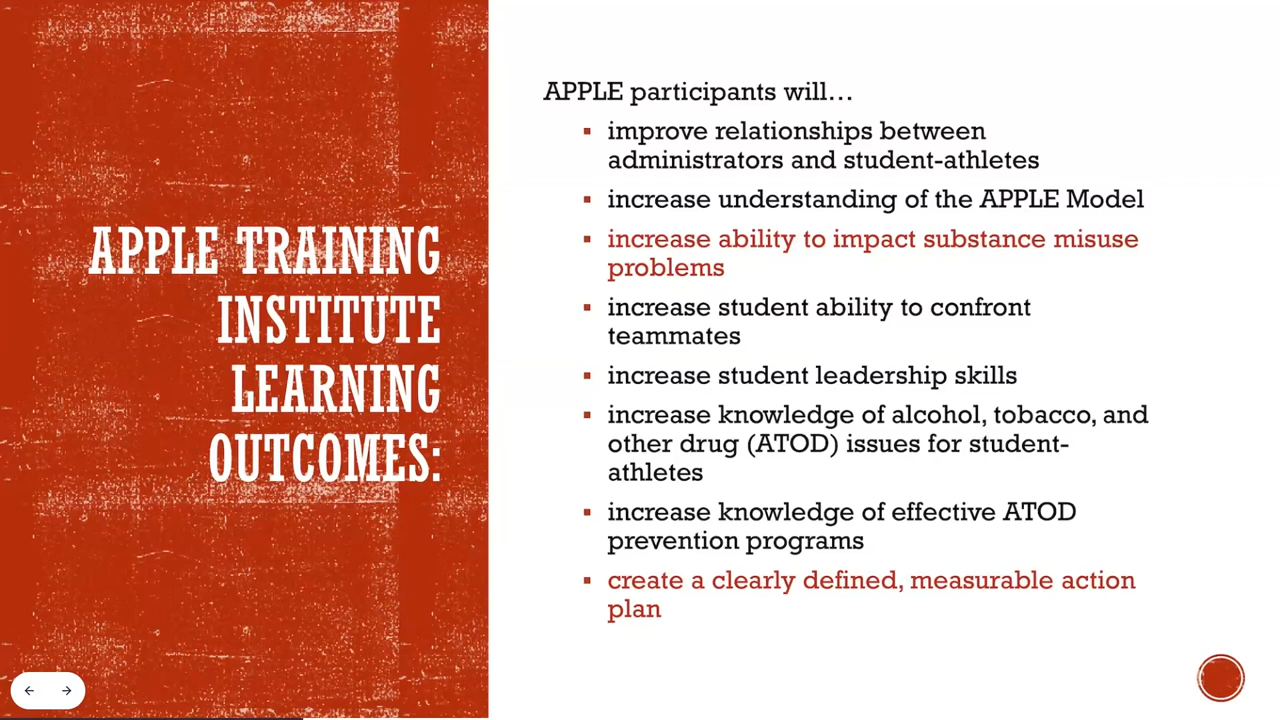 APPLE TRAINING
INSTITUTE
LEARNING
OUTCOMES:
APPLE participants will…
▪ improve relationships between
administrators and student-athletes
▪ increase understanding of the APPLE Model
▪ increase ability to impact substance misuse
problems
▪ increase student ability to confront
teammates
▪ increase student leadership skills
▪ increase knowledge of alcohol, tobacco, and
other drug (ATOD) issues for student-
athletes
▪ increase knowledge of effective ATOD
prevention programs
▪ create a clearly defined, measurable action
plan